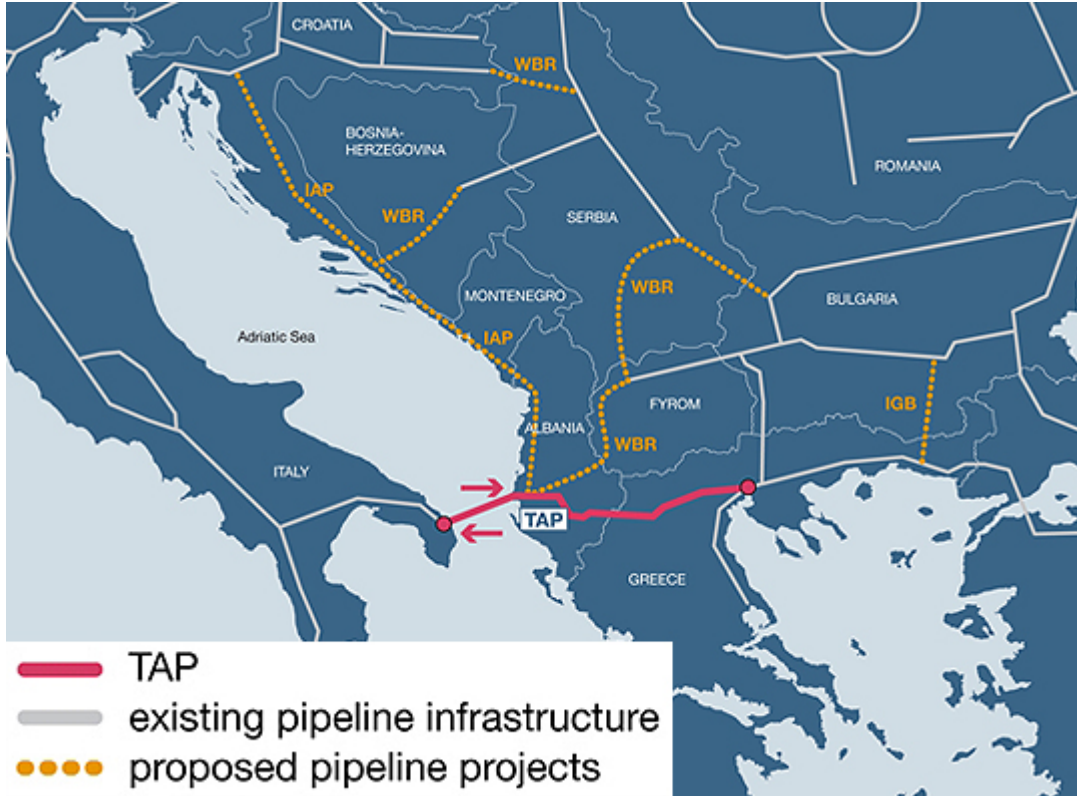 CROATIA
WBR
BOSNIA-
HERZEGOVINA
ROMANIA
IAP
WBR
SERBIA
WBR
MONTENEGRO
BULGARIA
Adriatic Sea
IAP
FYROM
IGB
ALBANIA
WBR
ITALY
TAP
GREECE
TAP
existing pipeline infrastructure
proposed pipeline projects